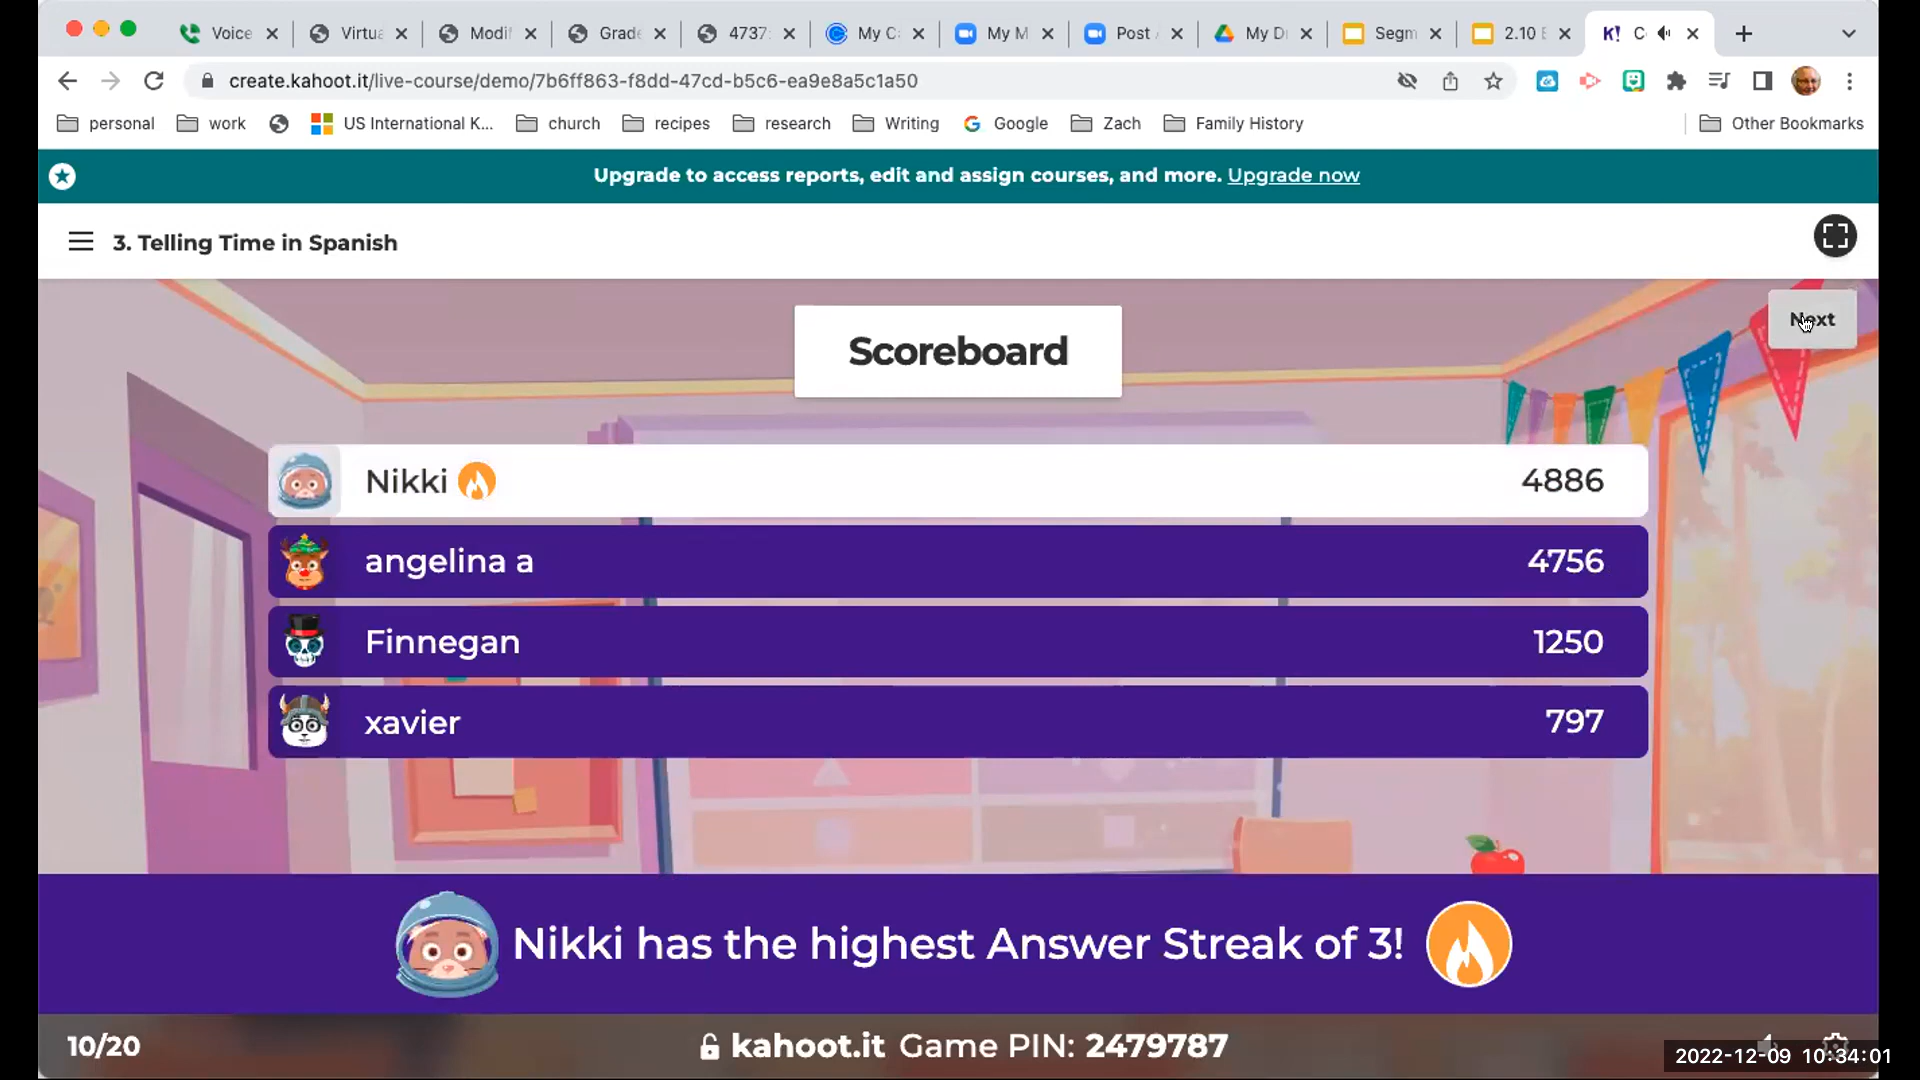 Voice
Virtua
Modif
Grade
4737
My C
My M
Post
My D
Segm
2.10 E
K! C
create.kahoot.it/live-course/demo/7b6ff863-f8dd-47cd-b5c6-ea9e8a5c1a50
personal
work
US International K...
church
recipes
research
Writing
Google
Zach
Family History
Other Bookmarks
Upgrade to access reports, edit and assign courses, and more. Upgrade now
3. Telling Time in Spanish
Next
Scoreboard
Nikki 4886
angelina a 4756
Finnegan 1250
xavier 797
Nikki has the highest Answer Streak of 3!
10/20
kahoot.it Game PIN: 2479787
2022-12-09 10:34:01